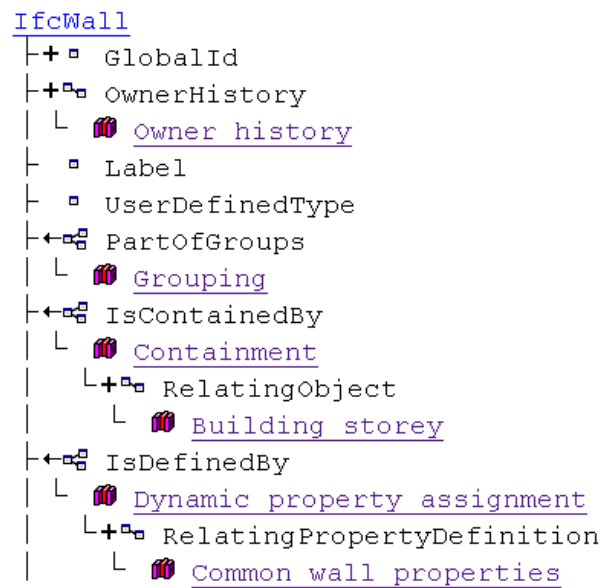 IfcWall
GlobalId
OwnerHistory
Owner history
Label
UserDefinedType
PartOfGroups
Grouping
IsContainedBy
Containment
RelatingObject
Building storey
IsDefinedBy
Dynamic property assignment
RelatingPropertyDefinition
Common wall properties